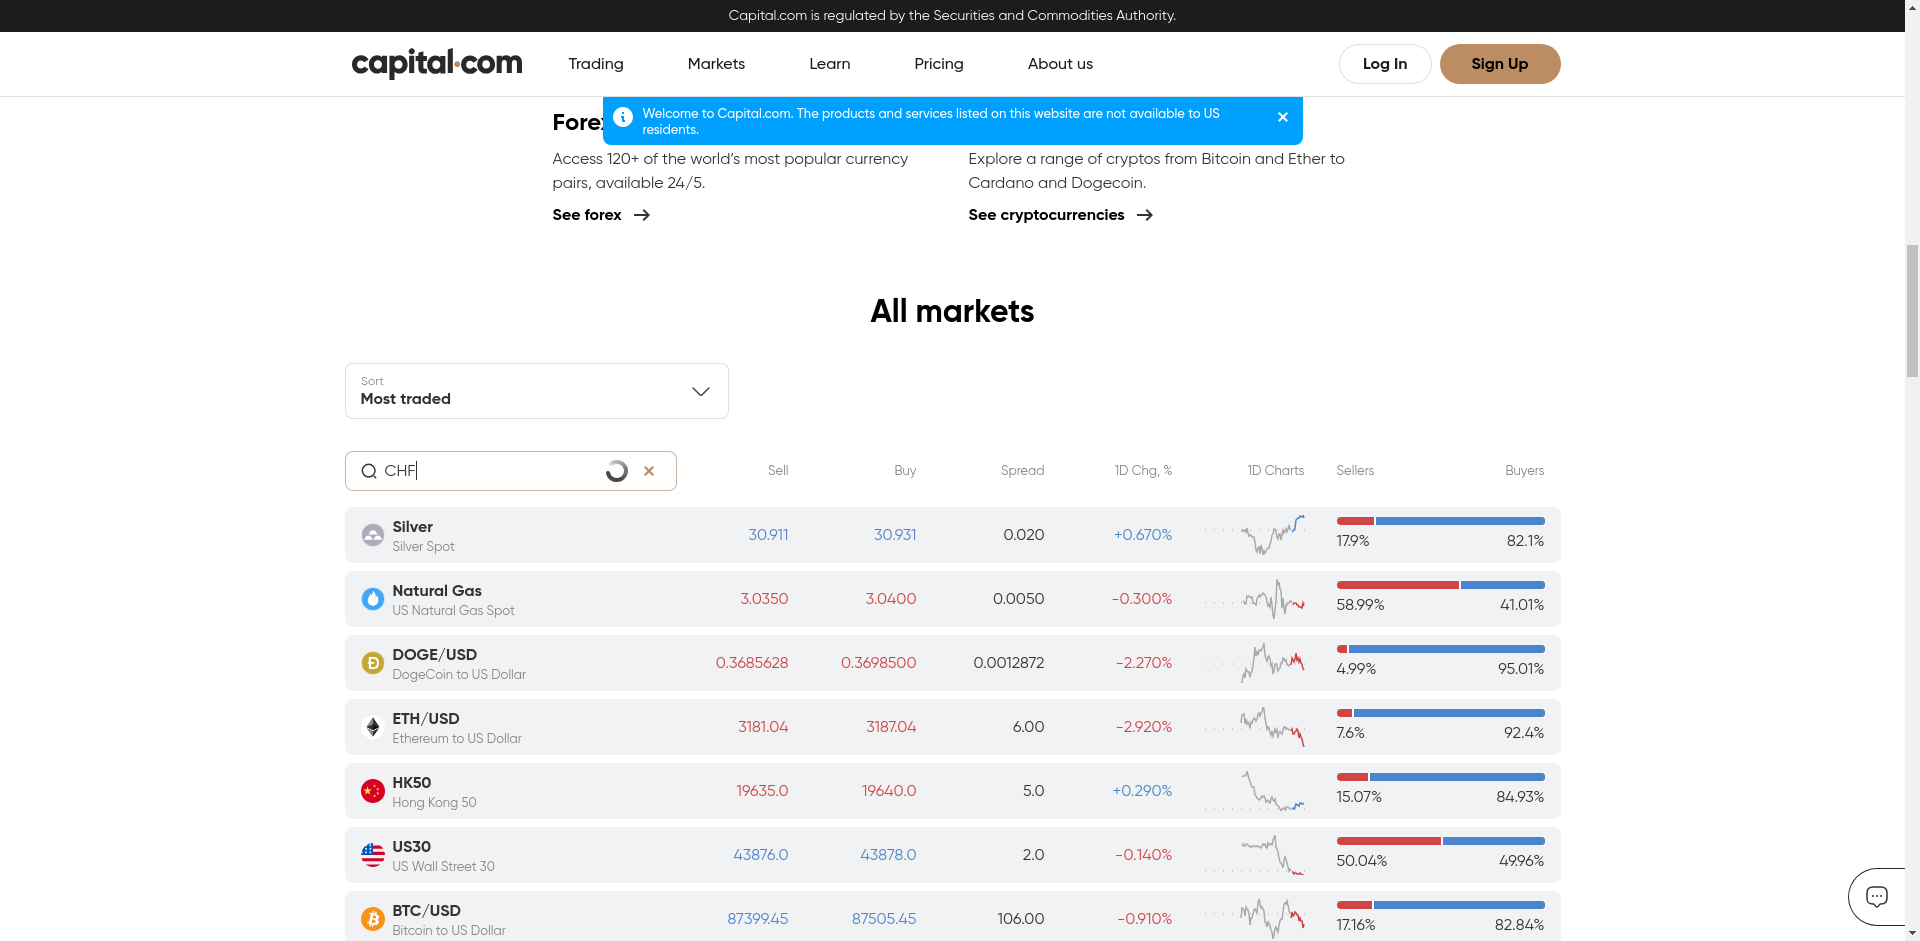 Capital.com is regulated by the Securities and Commodities Authority.
capital.com
Trading
Markets
Learn
Pricing
About us
Log In
Sign Up
Welcome to Capital.com. The products and services listed on this website are not available to US
residents.
Access 120+ of the world's most popular currency
pairs, available 24/5.
See forex
Explore a range of cryptos from Bitcoin and Ether to
Cardano and Dogecoin.
See cryptocurrencies
All markets
Sort
Most traded
CHF
Sell
Buy
Spread
1D Chg, %
1D Charts
Sellers
Buyers
Silver
Silver Spot
30.911
30.931
0.020
+0.670%
17.9%
82.1%
Natural Gas
US Natural Gas Spot
3.0350
3.0400
0.0050
-0.300%
58.99%
41.01%
DOGE/USD
DogeCoin to US Dollar
0.3685628
0.3698500
0.0012872
-2.270%
4.99%
95.01%
ETH/USD
Ethereum to US Dollar
3181.04
3187.04
6.00
-2.920%
7.6%
92.4%
HK50
Hong Kong 50
19635.0
19640.0
5.0
+0.290%
15.07%
84.93%
US30
US Wall Street 30
43876.0
43878.0
2.0
-0.140%
50.04%
49.96%
BTC/USD
Bitcoin to US Dollar
87399.45
87505.45
106.00
-0.910%
17.16%
82.84%